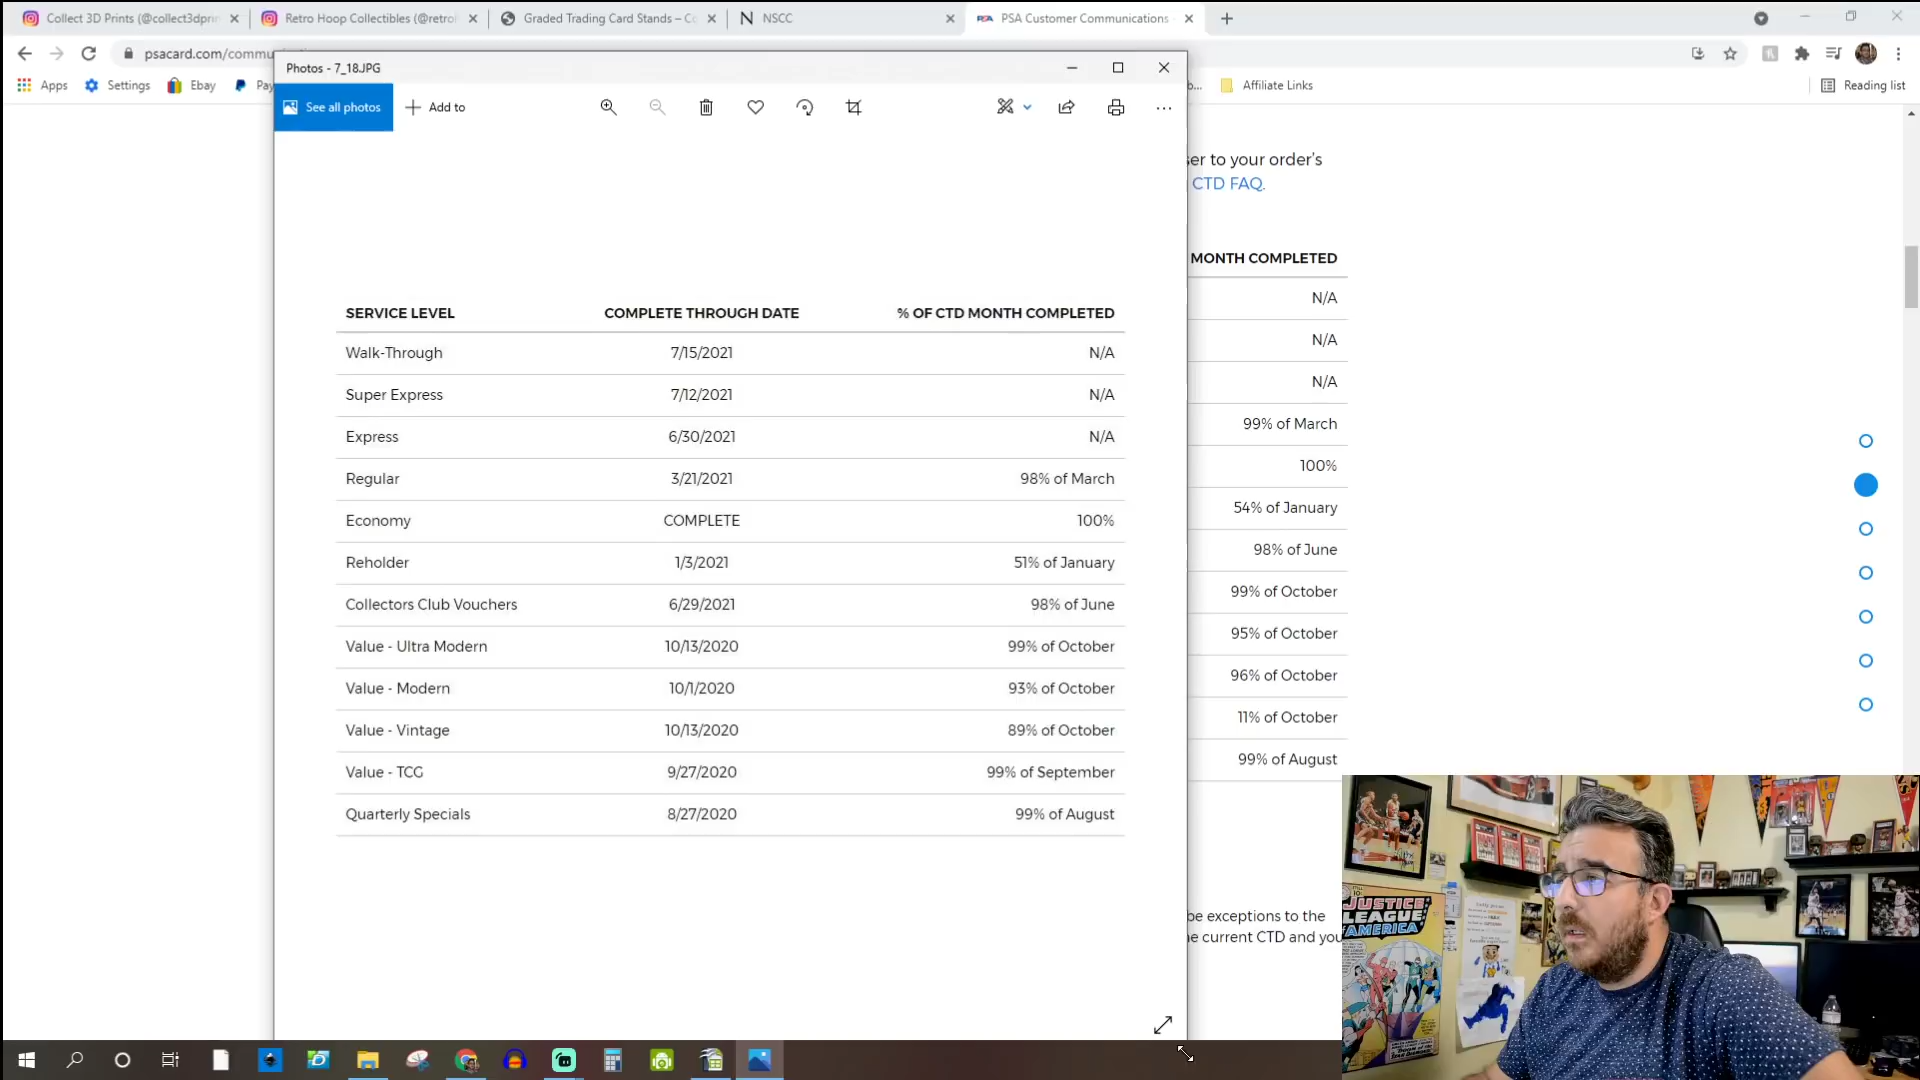 Collect 3D Prints (@collect3dprin
Retro Hoop Collectibles (@retrol
Graded Trading Card Stands – Co
NSCC
PSA Customer Communications
psacard.com/commu
Apps
Settings
Ebay
Pay
b...
Affiliate Links
Reading list
Photos - 7_18.JPG
See all photos
Add to
ser to your order's
CTD FAQ.
MONTH COMPLETED
N/A
N/A
N/A
99% of March
100%
54% of January
98% of June
99% of October
95% of October
96% of October
11% of October
99% of August
SERVICE LEVEL COMPLETE THROUGH DATE % OF CTD MONTH COMPLETED
Walk-Through 7/15/2021 N/A
Super Express 7/12/2021 N/A
Express 6/30/2021 N/A
Regular 3/21/2021 98% of March
Economy COMPLETE 100%
Reholder 1/3/2021 51% of January
Collectors Club Vouchers 6/29/2021 98% of June
Value - Ultra Modern 10/13/2020 99% of October
Value - Modern 10/1/2020 93% of October
Value - Vintage 10/13/2020 89% of October
Value - TCG 9/27/2020 99% of September
Quarterly Specials 8/27/2020 99% of August
be exceptions to the
he current CTD and you
JUSTICE
LEAGUE
AMERICA